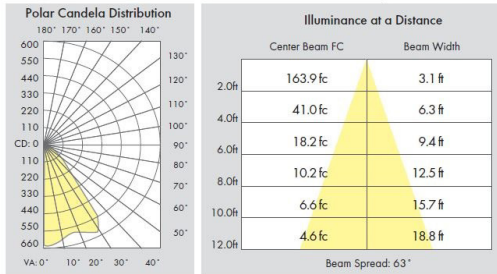 Polar Candela Distribution
180° 170° 160° 150° 140°
600
550
440
330
220
110
CD: 0
110
220
330
440
550
660
130°
120°
110°
100°
90°
80°
70°
60°
50°
VA: 0° 10° 20° 30° 40°
Illuminance at a Distance
Center Beam FC Beam Width
2.0ft 163.9 fc 3.1 ft
4.0ft 41.0 fc 6.3 ft
6.0ft 18.2 fc 9.4 ft
8.0ft 10.2 fc 12.5 ft
10.0ft 6.6 fc 15.7 ft
12.0ft 4.6 fc 18.8 ft
Beam Spread: 63°